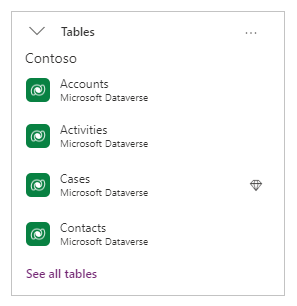 Tables
Contoso
Accounts
Microsoft Dataverse
Activities
Microsoft Dataverse
Cases
Microsoft Dataverse
Contacts
Microsoft Dataverse
See all tables